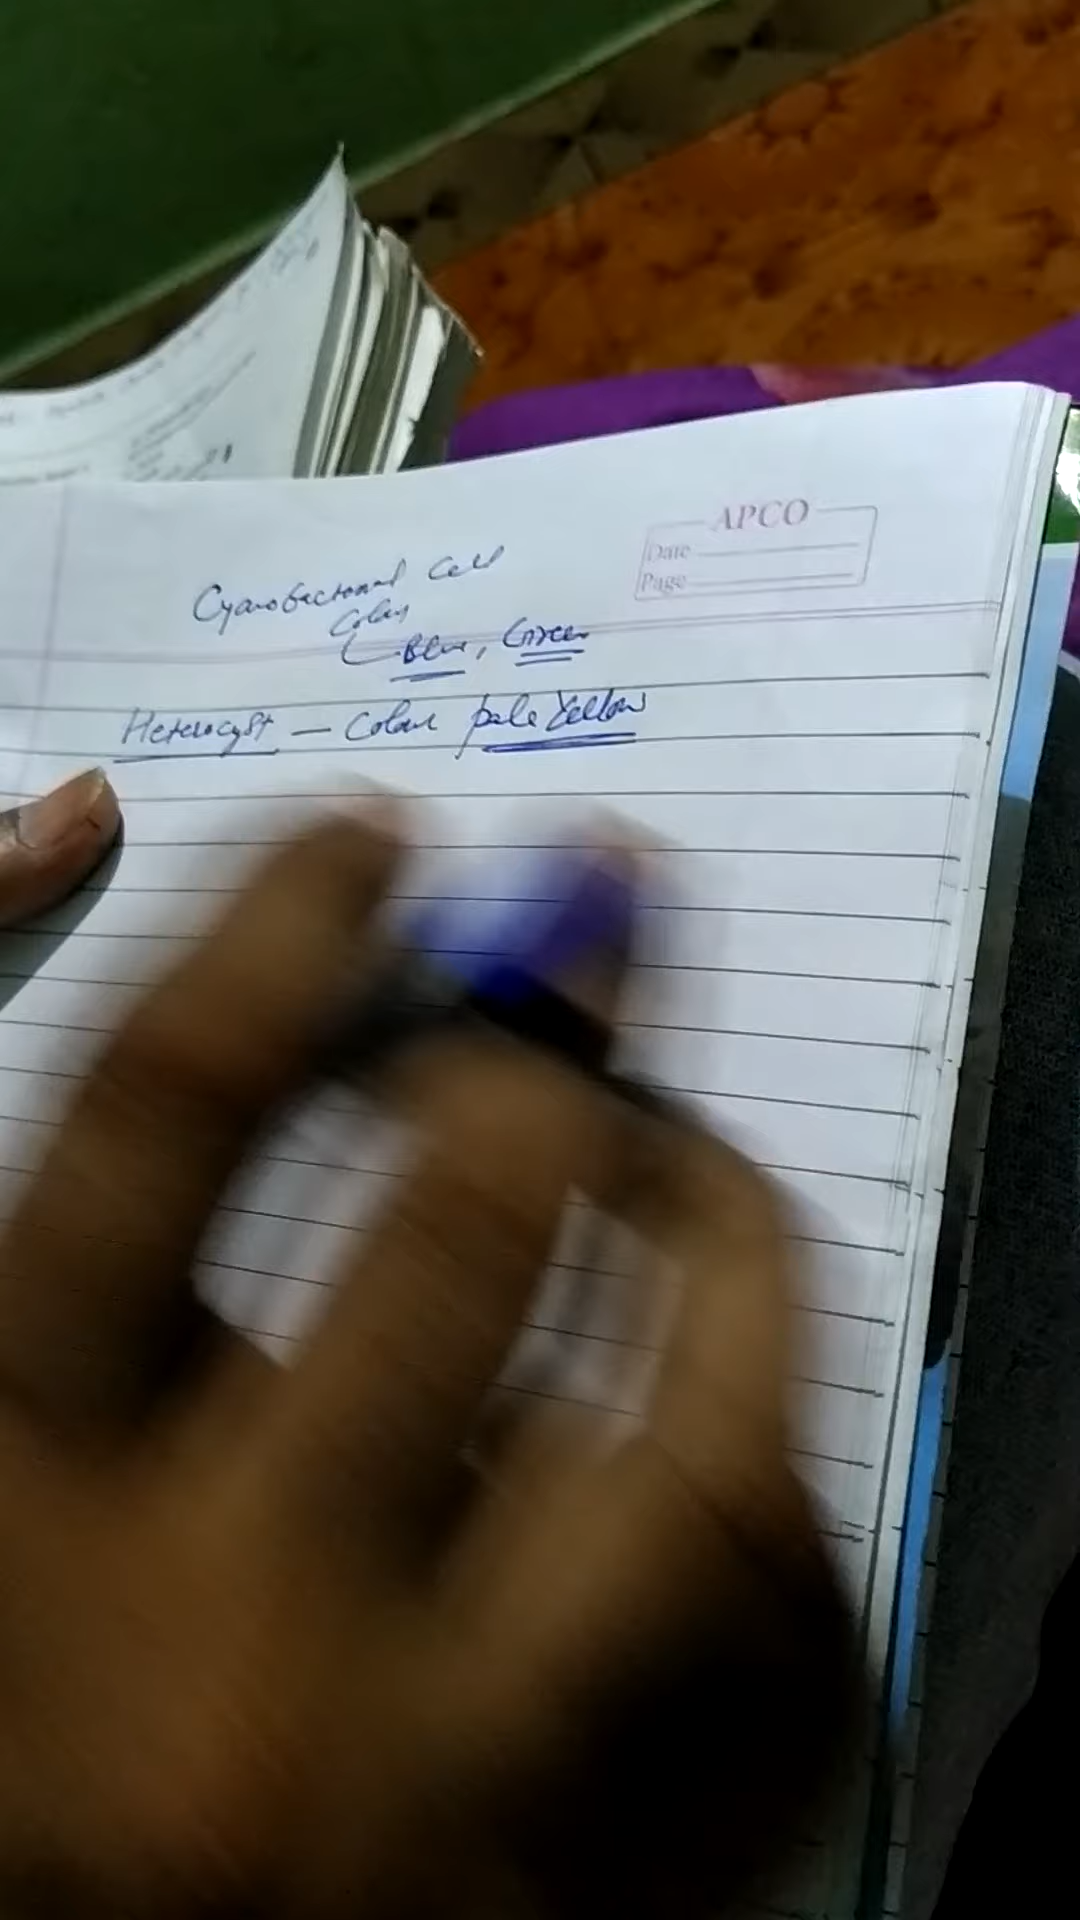 APCO
Date
Page
Cyanobacterial Cell
Colour
Blue, Green
Heterocyst — Colour pale Yellow